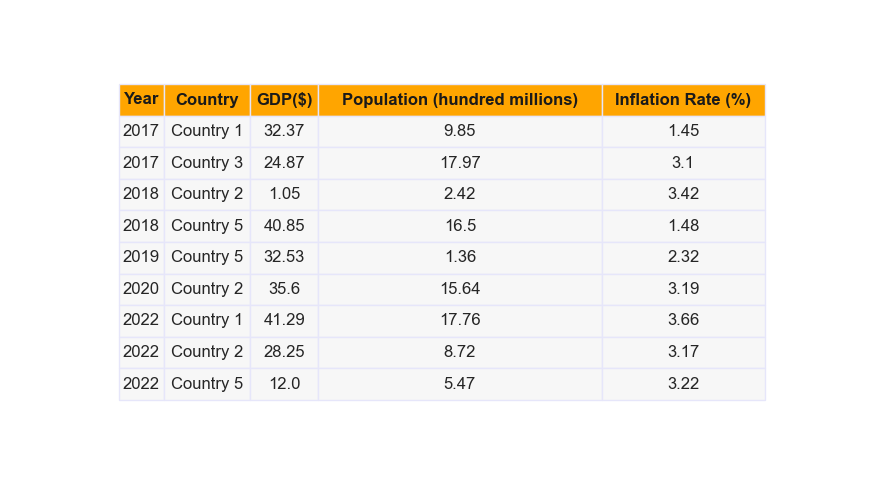 Year Country GDP($) Population (hundred millions) Inflation Rate (%)
2017 Country 1 32.37 9.85 1.45
2017 Country 3 24.87 17.97 3.1
2018 Country 2 1.05 2.42 3.42
2018 Country 5 40.85 16.5 1.48
2019 Country 5 32.53 1.36 2.32
2020 Country 2 35.6 15.64 3.19
2022 Country 1 41.29 17.76 3.66
2022 Country 2 28.25 8.72 3.17
2022 Country 5 12.0 5.47 3.22